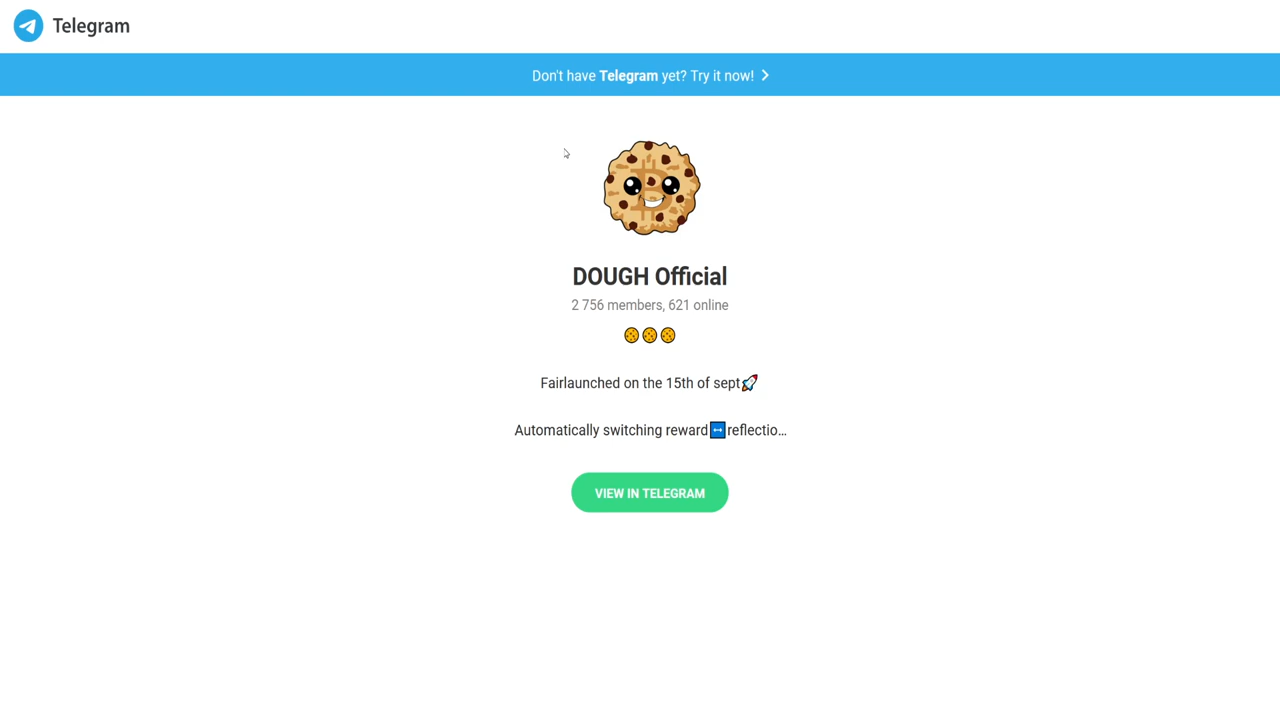 Telegram
Don't have Telegram yet? Try it now!
DOUGH Official
2 756 members, 621 online
🍪🍪🍪
Fairlaunched on the 15th of sept🚀
Automatically switching reward↔️reflectio...
VIEW IN TELEGRAM